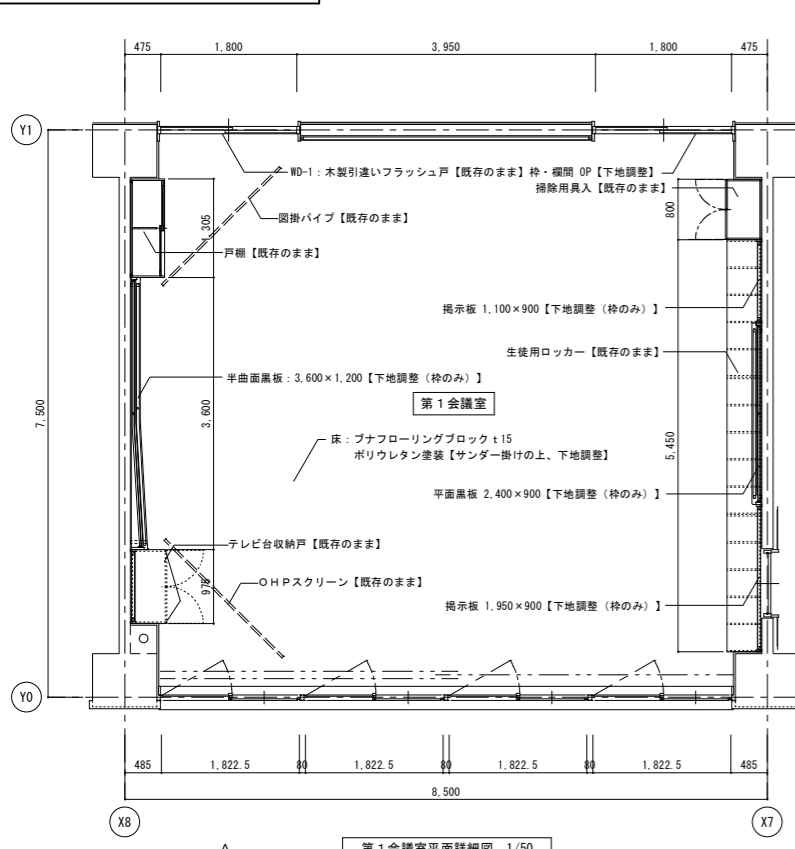 475 1,800 3,950 1,800 475
Y1
WD-1：木製引違いフラッシュ戸【既存のまま】枠・欄間 OP【下地調整】
掃除用具入【既存のまま】
800
図掛パイプ【既存のまま】
1,305
戸棚【既存のまま】
掲示板 1,100×900【下地調整（枠のみ）】
生徒用ロッカー【既存のまま】
半曲面黒板：3,600×1,200【下地調整（枠のみ）】
第１会議室
7,500
3,600
5,450
床：ブナフローリングブロック t15
ポリウレタン塗装【サンダー掛けの上、下地調整】
平面黒板 2,400×900【下地調整（枠のみ）】
テレビ台収納戸【既存のまま】
975
ＯＨＰスクリーン【既存のまま】
掲示板 1,950×900【下地調整（枠のみ）】
Y0
485 1,822.5 80 1,822.5 80 1,822.5 80 1,822.5 485
8,500
X8 X7
第１会議室平面詳細図 1/50